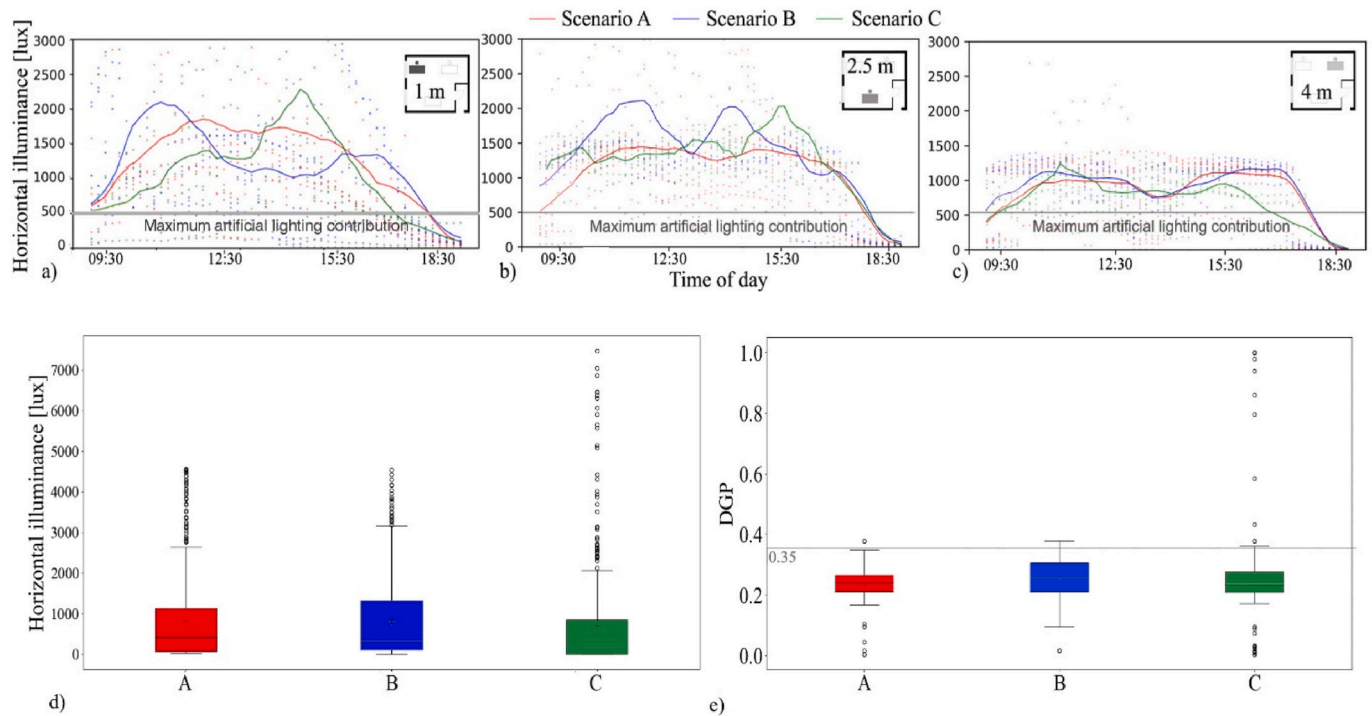 Scenario A Scenario B Scenario C
Horizontal illuminance [lux]
3000
2500
2000
1500
1000
500
0
1 m
Maximum artificial lighting contribution
09:30 12:30 15:30 18:30
a)
3000
2500
2000
1500
1000
500
0
2.5 m
Maximum artificial lighting contribution
09:30 12:30 15:30 18:30
b)
Time of day
3000
2500
2000
1500
1000
500
0
4 m
Maximum artificial lighting contribution
09:30 12:30 15:30 18:30
c)
Horizontal illuminance [lux]
7000
6000
5000
4000
3000
2000
1000
0
A B C
d)
DGP
1.0
0.8
0.6
0.4
0.35
0.2
0.0
A B C
e)